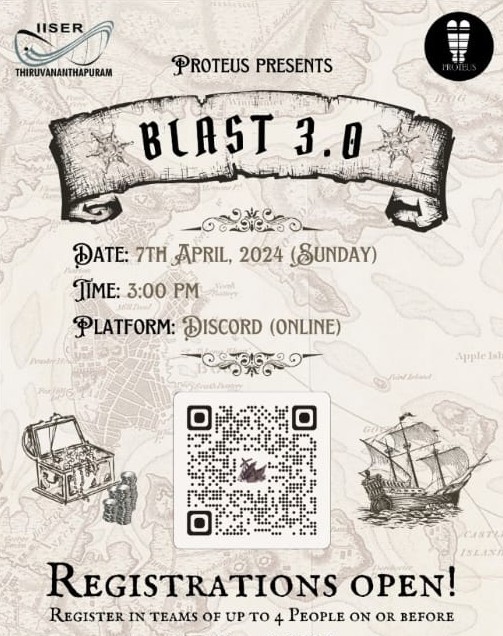 IISER
THIRUVANANTHAPURAM
PROTEUS
PROTEUS PRESENTS
BLAST 3.0
DATE: 7TH APRIL, 2024 (SUNDAY)
TIME: 3:00 PM
PLATFORM: DISCORD (ONLINE)
REGISTRATIONS OPEN!
REGISTER IN TEAMS OF UP TO 4 PEOPLE ON OR BEFORE